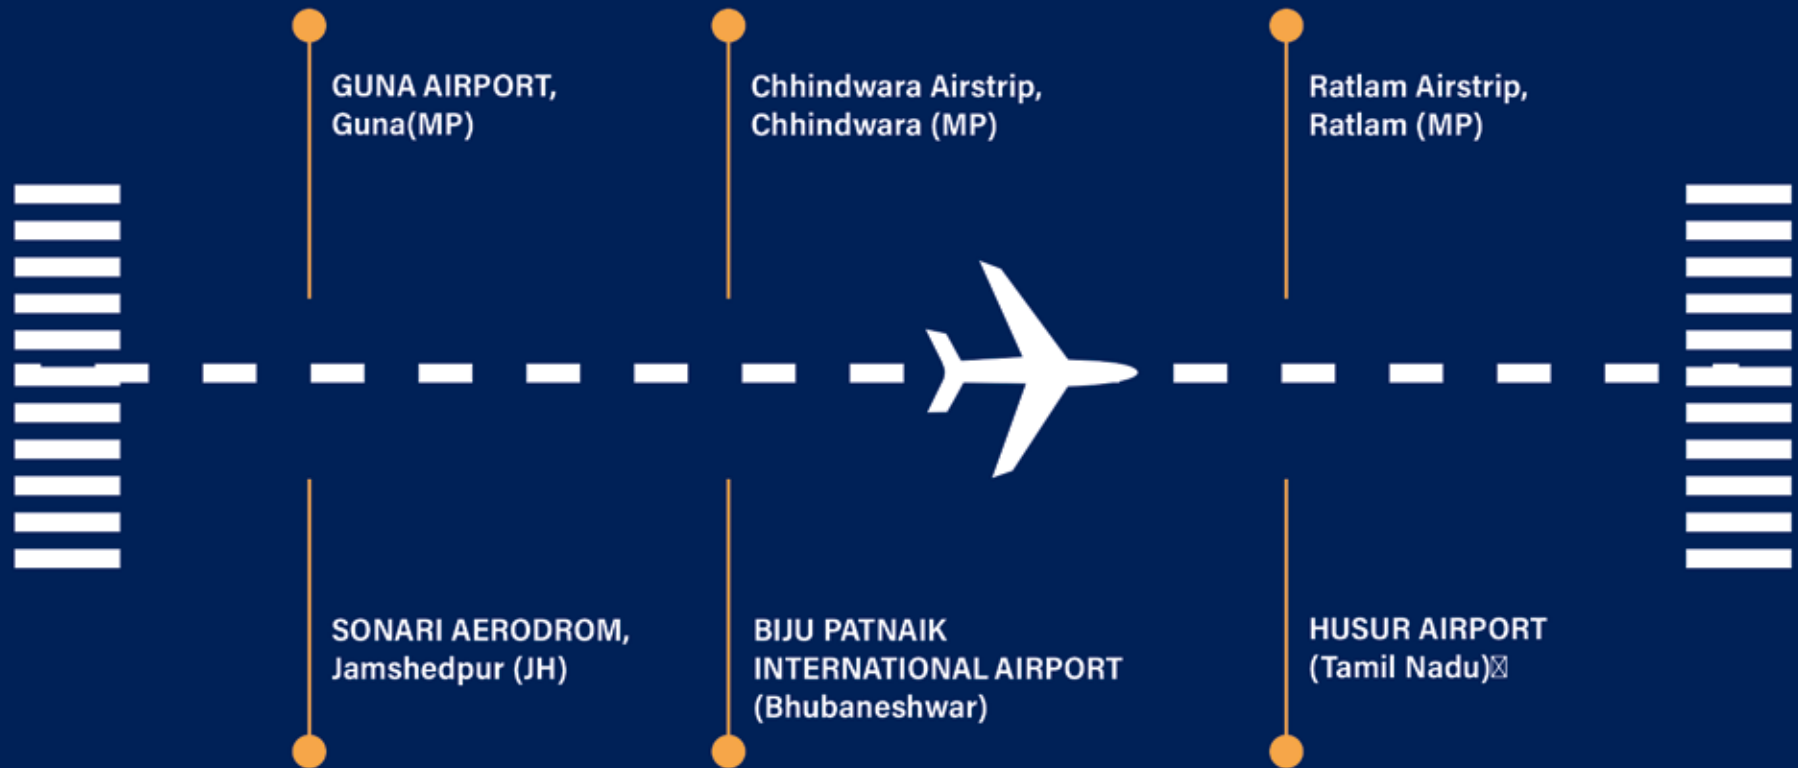 GUNA AIRPORT,
Guna(MP)
Chhindwara Airstrip,
Chhindwara (MP)
Ratlam Airstrip,
Ratlam (MP)
SONARI AERODROM,
Jamshedpur (JH)
BIJU PATNAIK
INTERNATIONAL AIRPORT
(Bhubaneshwar)
HUSUR AIRPORT
(Tamil Nadu)